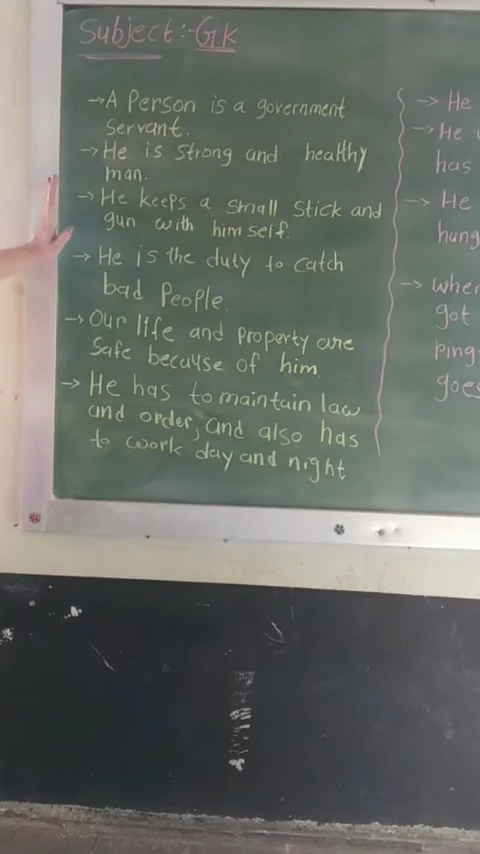 Subject:- GK
→A Person is a government
Servant.
→He is strong and healthy
man.
→He keeps a small stick and
gun with him self.
→He is the duty to catch
bad People.
→Our life and property are
Safe because of him.
→He has to maintain law
and order, and also has
to work day and night
→ He
→ He
has
→ He
hung
→ when
got
Ping
goes